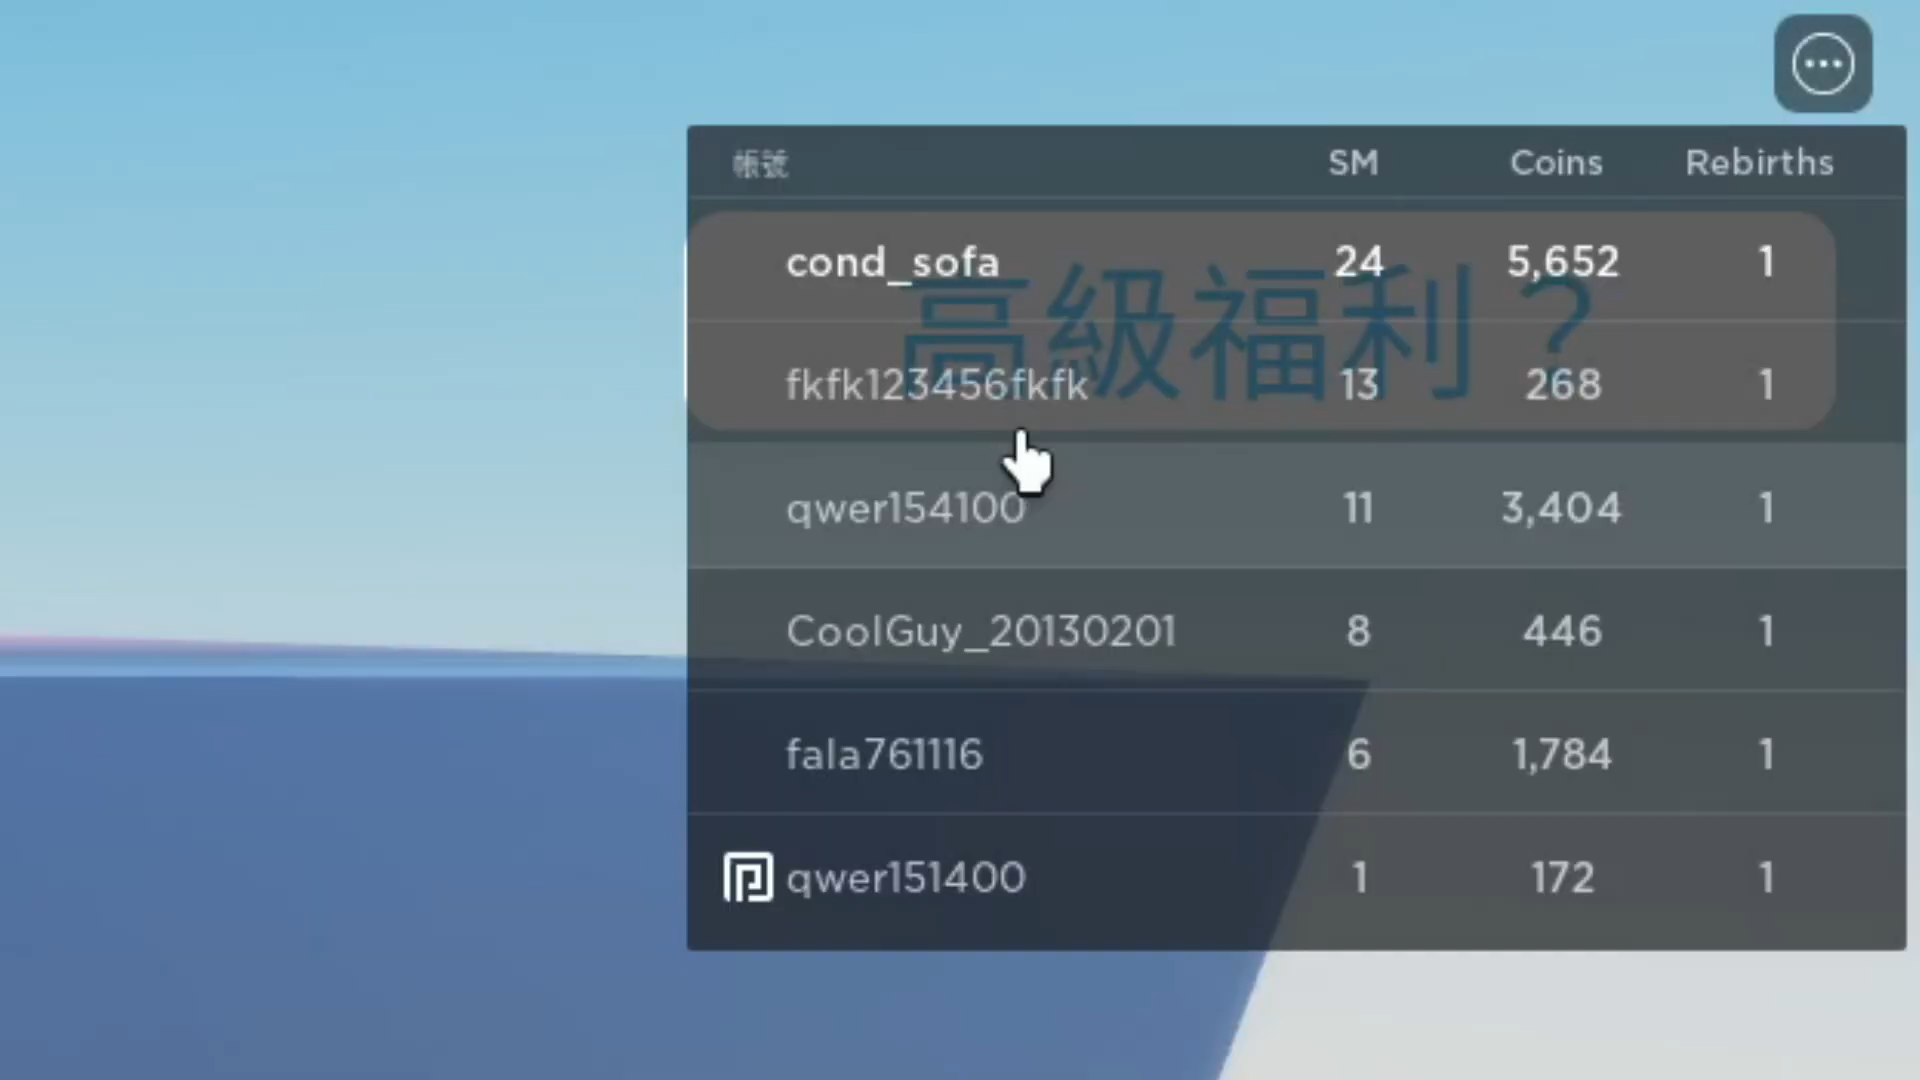 帳號 SM Coins Rebirths
cond_sofa 24 5,652 1
高級福利？
fkfk123456fkfk 13 268 1
qwer154100 11 3,404 1
CoolGuy_20130201 8 446 1
fala761116 6 1,784 1
qwer151400 1 172 1